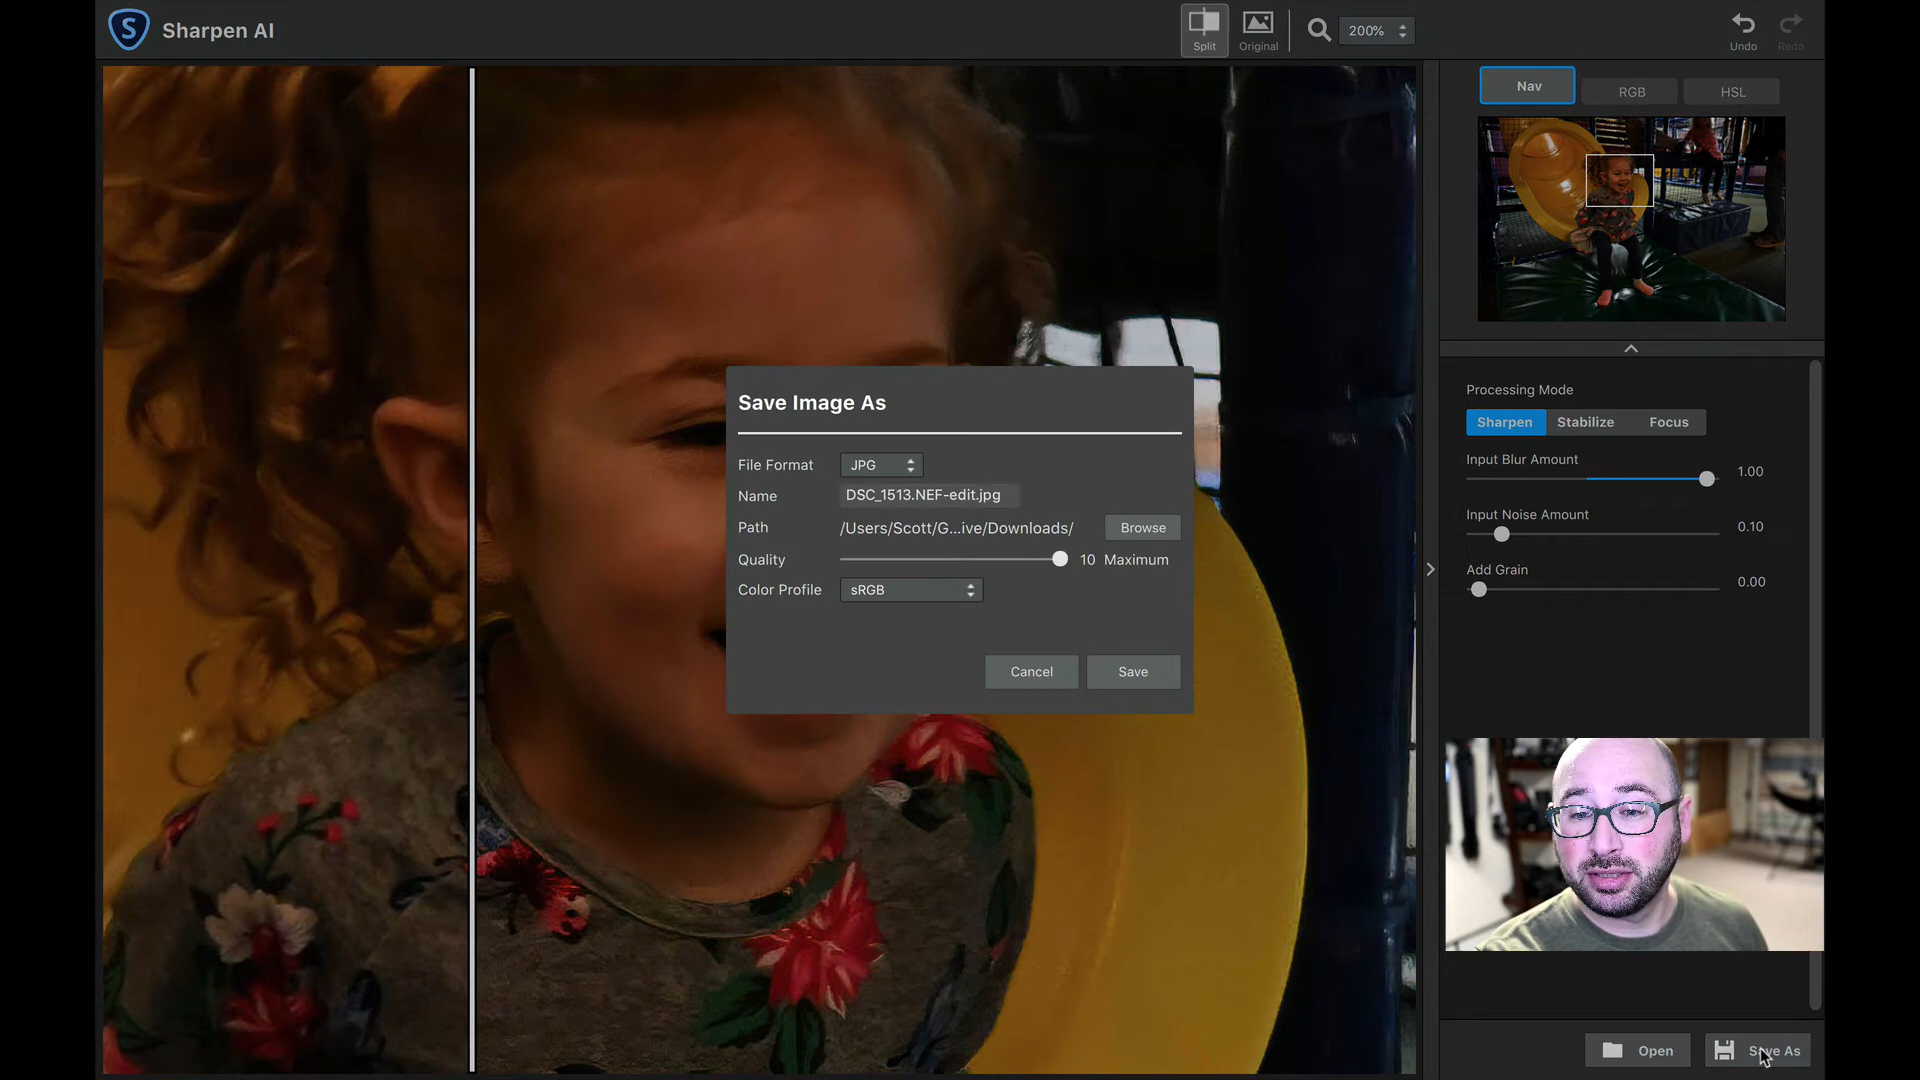 Sharpen AI
Split
Original
200%
Undo
Redo
Nav
RGB
HSL
Processing Mode
Sharpen
Stabilize
Focus
Input Blur Amount
1.00
Input Noise Amount
0.10
Add Grain
0.00
Save Image As
File Format JPG
Name DSC_1513.NEF-edit.jpg
Path /Users/Scott/G...ive/Downloads/ Browse
Quality 10 Maximum
Color Profile sRGB
Cancel Save
Open Save As